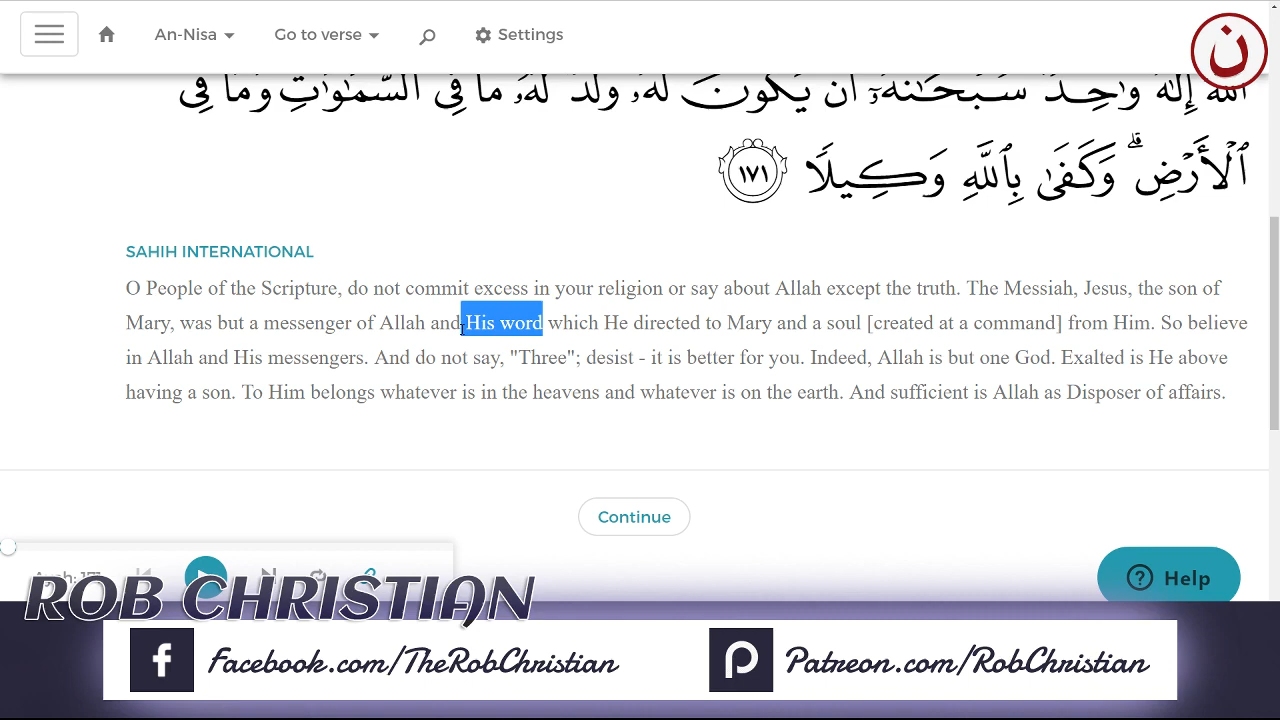 An-Nisa
Go to verse
Settings
ن
ٱللَّهُ إِلَٰهٌ وَٰحِدٌ سُبْحَٰنَهُۥٓ أَن يَكُونَ لَهُۥ وَلَدٌ لَّهُۥ مَا فِى ٱلسَّمَٰوَٰتِ وَمَا فِى
ٱلْأَرْضِ ۗ وَكَفَىٰ بِٱللَّهِ وَكِيلًا ١٧١
SAHIH INTERNATIONAL
O People of the Scripture, do not commit excess in your religion or say about Allah except the truth. The Messiah, Jesus, the son of
Mary, was but a messenger of Allah and His word which He directed to Mary and a soul [created at a command] from Him. So believe
in Allah and His messengers. And do not say, "Three"; desist - it is better for you. Indeed, Allah is but one God. Exalted is He above
having a son. To Him belongs whatever is in the heavens and whatever is on the earth. And sufficient is Allah as Disposer of affairs.
Continue
Help
ROB CHRISTIAN
Facebook.com/TheRobChristian
Patreon.com/RobChristian